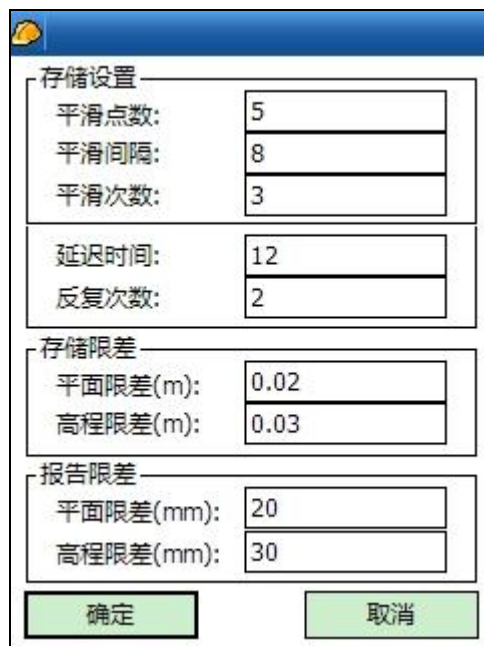 存储设置
平滑点数: 5
平滑间隔: 8
平滑次数: 3
延迟时间: 12
反复次数: 2
存储限差
平面限差(m): 0.02
高程限差(m): 0.03
报告限差
平面限差(mm): 20
高程限差(mm): 30
确定 取消